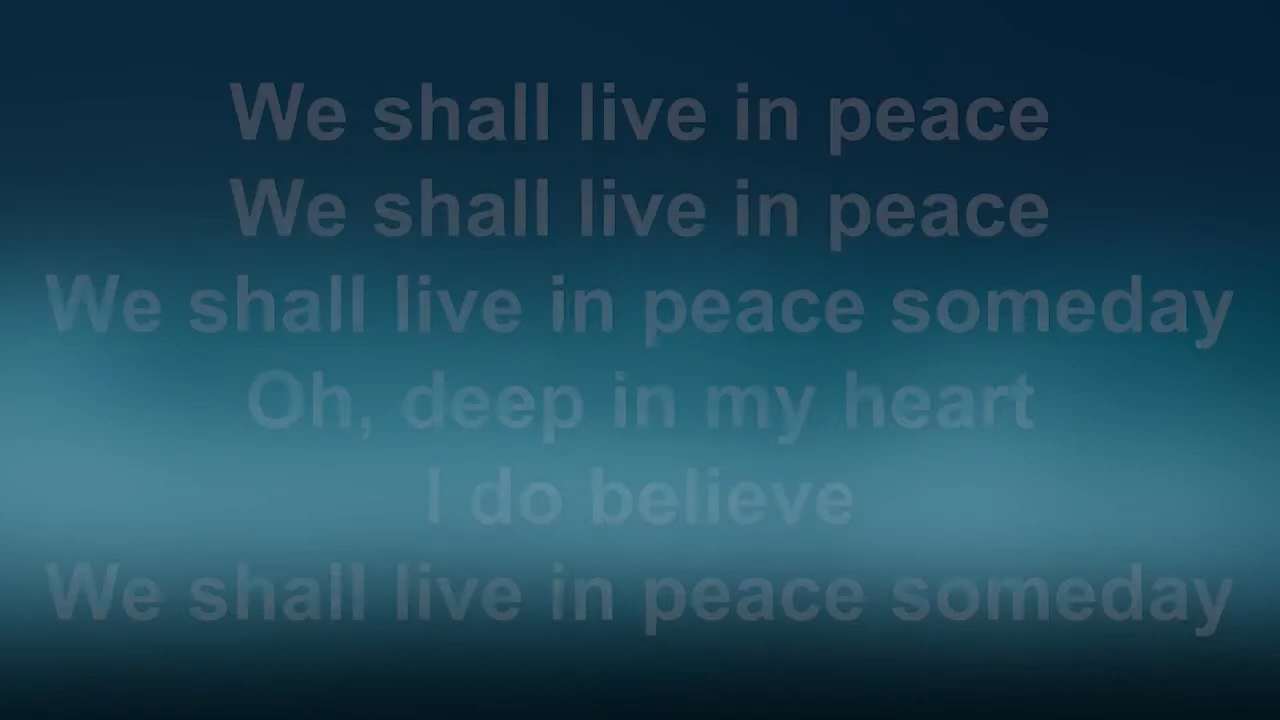 We shall live in peace
We shall live in peace
We shall live in peace someday
Oh, deep in my heart
I do believe
We shall live in peace someday